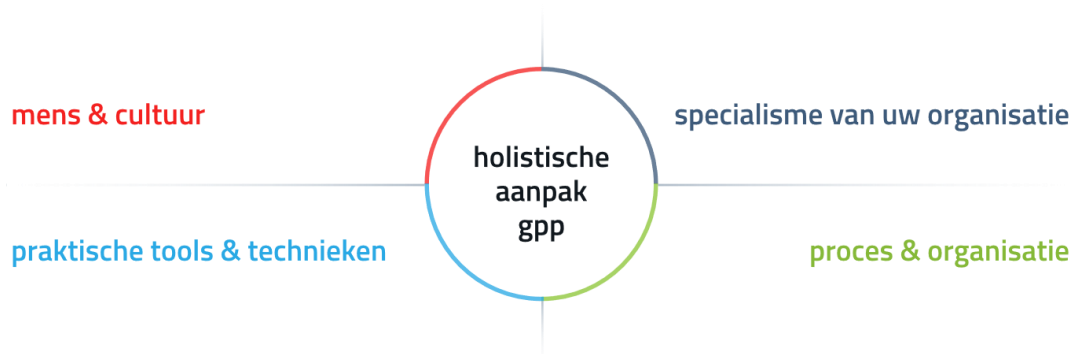 mens & cultuur
specialisme van uw organisatie
holistische
aanpak
gpp
praktische tools & technieken
proces & organisatie